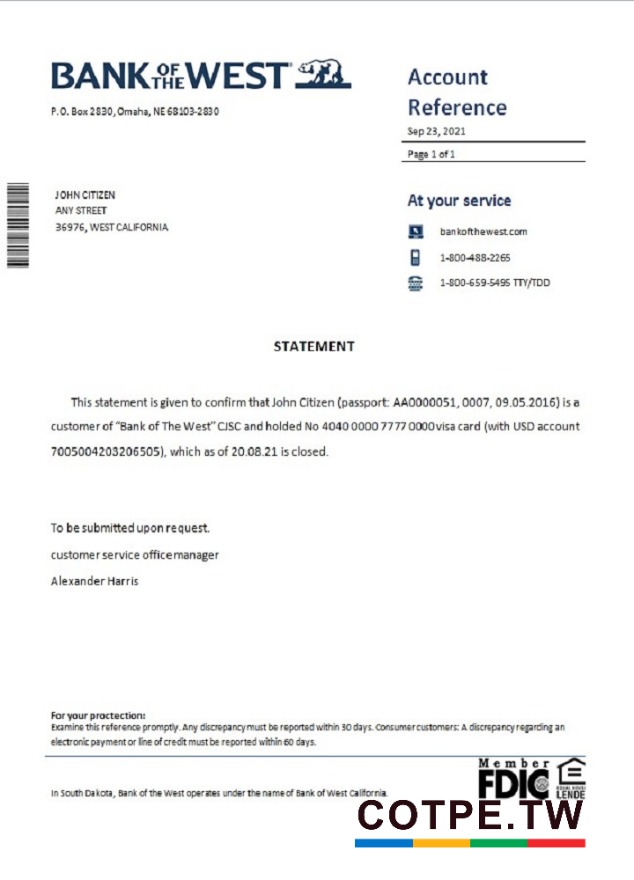 BANK OF THE WEST
P.O. Box 2830, Omaha, NE 68103-2830
Account
Reference
Sep 23, 2021
Page 1 of 1
JOHN CITIZEN
ANY STREET
36976, WEST CALIFORNIA
At your service
bankofthewest.com
1-800-488-2265
1-800-659-5495 TTY/TDD
STATEMENT
This statement is given to confirm that John Citizen (passport: AA0000051, 0007, 09.05.2016) is a
customer of "Bank of The West" CJSC and holded No 4040 0000 7777 0000 visa card (with USD account
7005004203206505), which as of 20.08.21 is closed.
To be submitted upon request.
customer service office manager
Alexander Harris
For your proctection:
Examine this reference promptly. Any discrepancy must be reported within 30 days. Consumer customers: A discrepancy regarding an
electronic payment or line of credit must be reported within 60 days.
In South Dakota, Bank of the West operates under the name of Bank of West California.
Member
FDIC
LENDE
COTPE.TW